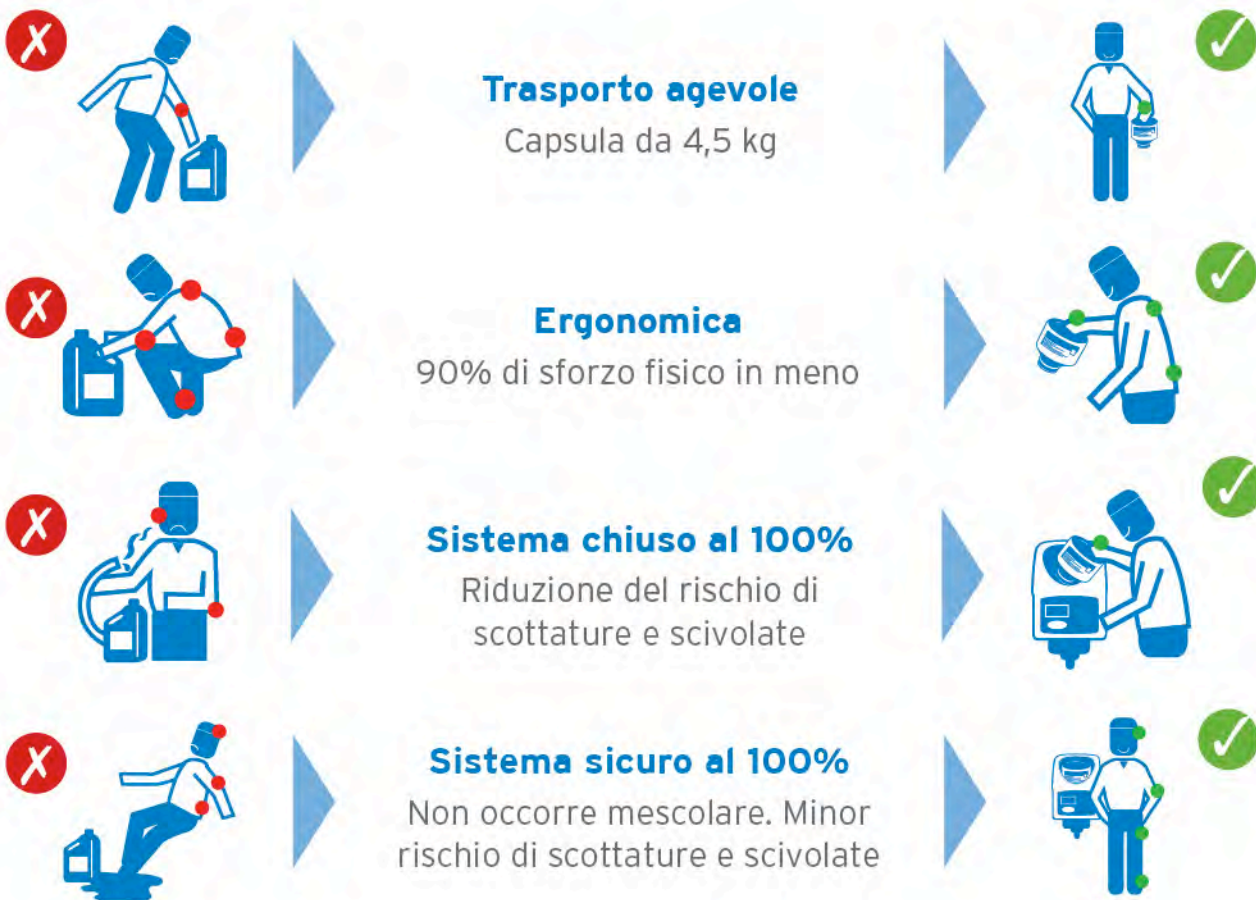 Trasporto agevole
Capsula da 4,5 kg
Ergonomica
90% di sforzo fisico in meno
Sistema chiuso al 100%
Riduzione del rischio di
scottature e scivolate
Sistema sicuro al 100%
Non occorre mescolare. Minor
rischio di scottature e scivolate